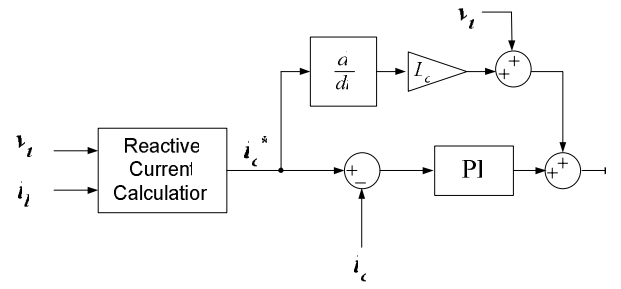 v_t
d
dt
L_c
+
+
v_t
i_l
Reactive
Current
Calculation
i_c*
+
−
PI
+
+
i_c